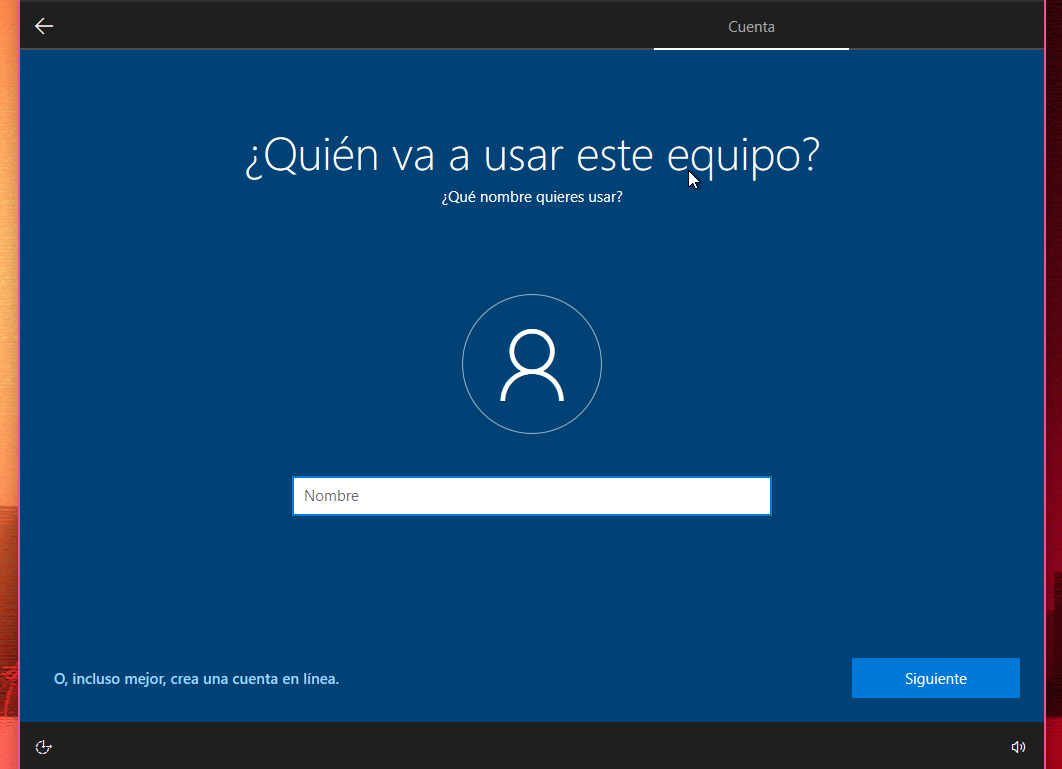 Cuenta
¿Quién va a usar este equipo?
¿Qué nombre quieres usar?
Nombre
O, incluso mejor, crea una cuenta en línea.
Siguiente